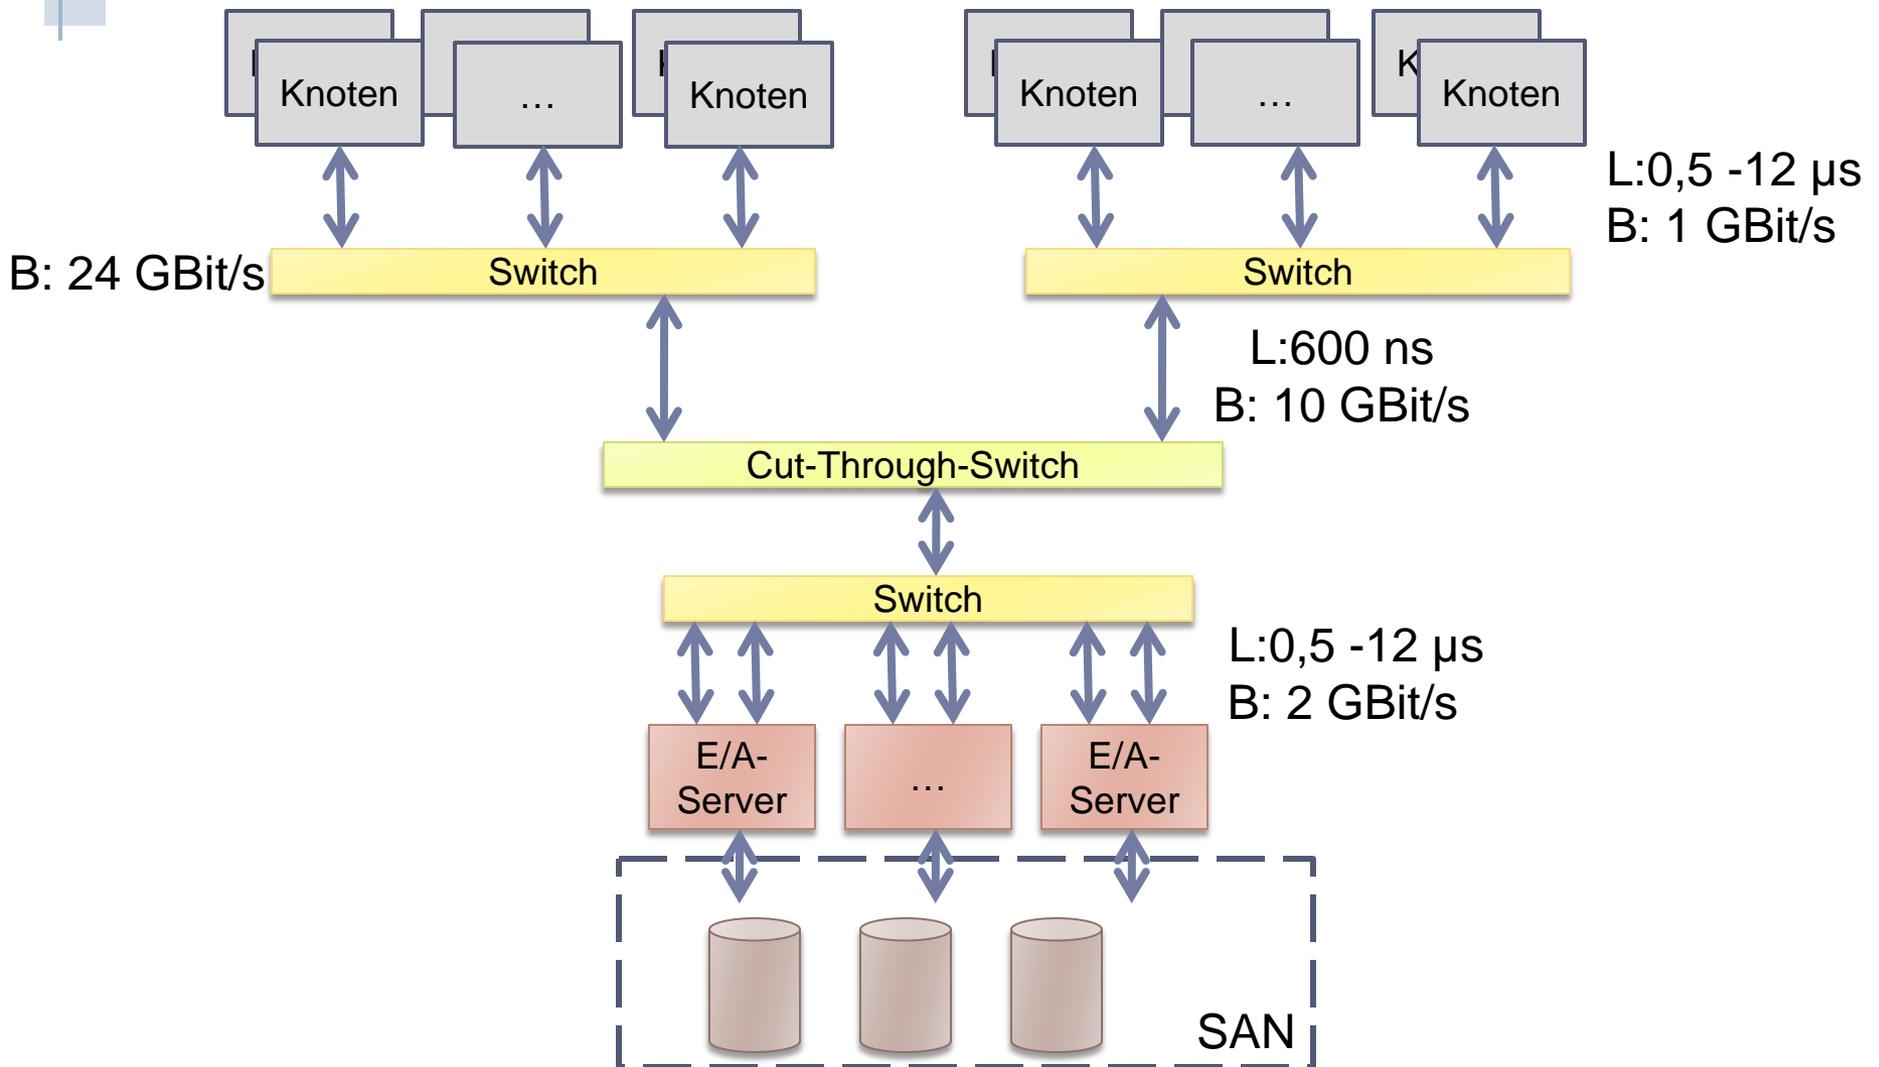 Knoten
…
Knoten
Knoten
…
K
Knoten
L:0,5 -12 µs
B: 1 GBit/s
B: 24 GBit/s
Switch
Switch
L:600 ns
B: 10 GBit/s
Cut-Through-Switch
Switch
L:0,5 -12 µs
B: 2 GBit/s
E/A-
Server
…
E/A-
Server
SAN